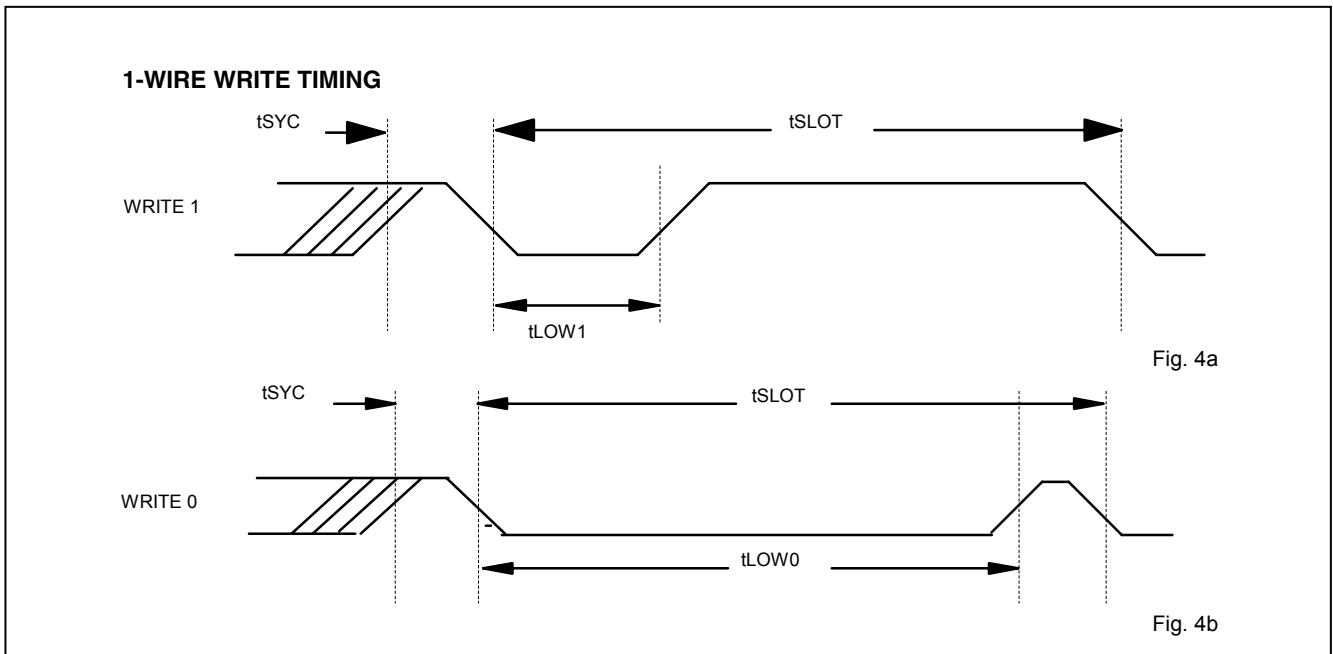 1-WIRE WRITE TIMING
tSYC
tSLOT
WRITE 1
tLOW1
Fig. 4a
tSYC
tSLOT
WRITE 0
tLOW0
Fig. 4b